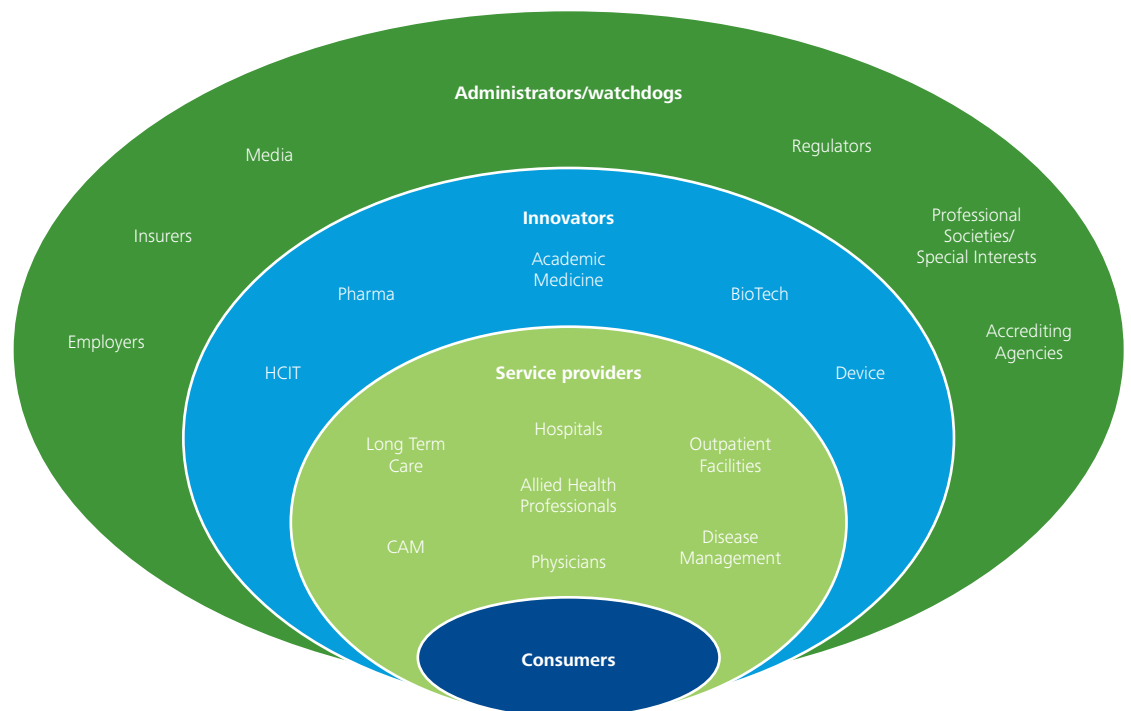 Administrators/watchdogs
Media
Regulators
Insurers
Professional
Societies/
Special Interests
Employers
Accrediting
Agencies
Innovators
Academic
Medicine
Pharma
BioTech
HCIT
Device
Service providers
Hospitals
Long Term
Care
Outpatient
Facilities
Allied Health
Professionals
CAM
Disease
Management
Physicians
Consumers